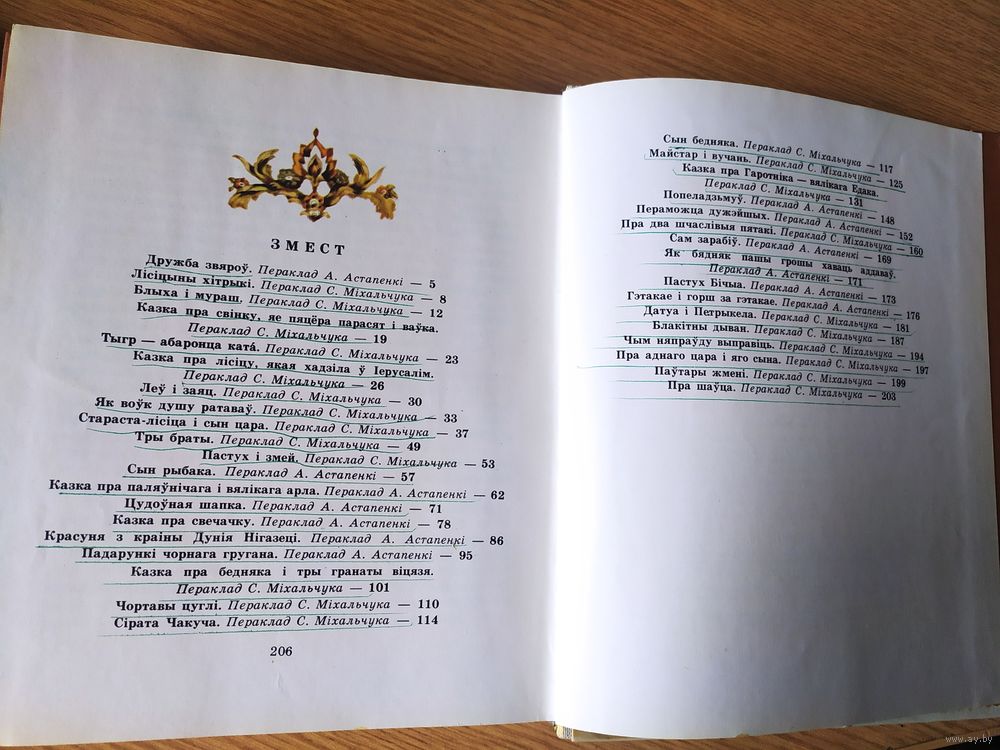 ЗМЕСТ
Дружба звяроў. Пераклад А. Астапенкі — 5
Лісіцыны хітрыкі. Пераклад С. Міхальчука — 8
Блыха і мураш. Пераклад С. Міхальчука — 12
Казка пра свінку, яе пяцёра парасят і ваўка.
Пераклад С. Міхальчука — 19
Тыгр — абаронца ката́. Пераклад С. Міхальчука — 23
Казка пра лісіцу, якая хадзіла ў Іерусалім.
Пераклад С. Міхальчука — 26
Леў і заяц. Пераклад С. Міхальчука — 30
Як воўк душу ратаваў. Пераклад С. Міхальчука — 33
Стараста-лісіца і сын цара. Пераклад С. Міхальчука — 37
Тры браты. Пераклад С. Міхальчука — 49
Пастух і змей. Пераклад С. Міхальчука — 53
Сын рыбака. Пераклад А. Астапенкі — 57
Казка пра паляўнічага і вялікага арла. Пераклад А. Астапенкі — 62
Цудоўная шапка. Пераклад А. Астапенкі — 71
Казка пра свечачку. Пераклад А. Астапенкі — 78
Красуня з краіны Дунія Нігазеці. Пераклад А. Астапенкі — 86
Падарункі чорнага гругана. Пераклад А. Астапенкі — 95
Казка пра бедняка і тры гранаты віцязя.
Пераклад С. Міхальчука — 101
Чортавы цуглі. Пераклад С. Міхальчука — 110
Сірата Чакуча. Пераклад С. Міхальчука — 114
206
Сын бедняка. Пераклад С. Міхальчука — 117
Майстар і вучань. Пераклад С. Міхальчука — 125
Казка пра Гаротніка — вялікага Едака.
Пераклад С. Міхальчука — 131
Попеладзьмуў. Пераклад А. Астапенкі — 148
Пераможца дужэйшых. Пераклад А. Астапенкі — 152
Пра два шчаслівыя пятакі. Пераклад С. Міхальчука — 160
Сам зарабіў. Пераклад А. Астапенкі — 169
Як бядняк пашы грошы хаваць аддаваў.
Пераклад А. Астапенкі — 171
Пастух Бічыа. Пераклад А. Астапенкі — 173
Гэтакае і горш за гэтакае. Пераклад А. Астапенкі — 176
Датуа і Петрыкела. Пераклад С. Міхальчука — 181
Блакітны дыван. Пераклад С. Міхальчука — 187
Чым няпраўду выправіць. Пераклад С. Міхальчука — 194
Пра аднаго цара і яго сына. Пераклад С. Міхальчука — 197
Паўтары жмені. Пераклад С. Міхальчука — 199
Пра шаўца. Пераклад С. Міхальчука — 203
www.ay.by